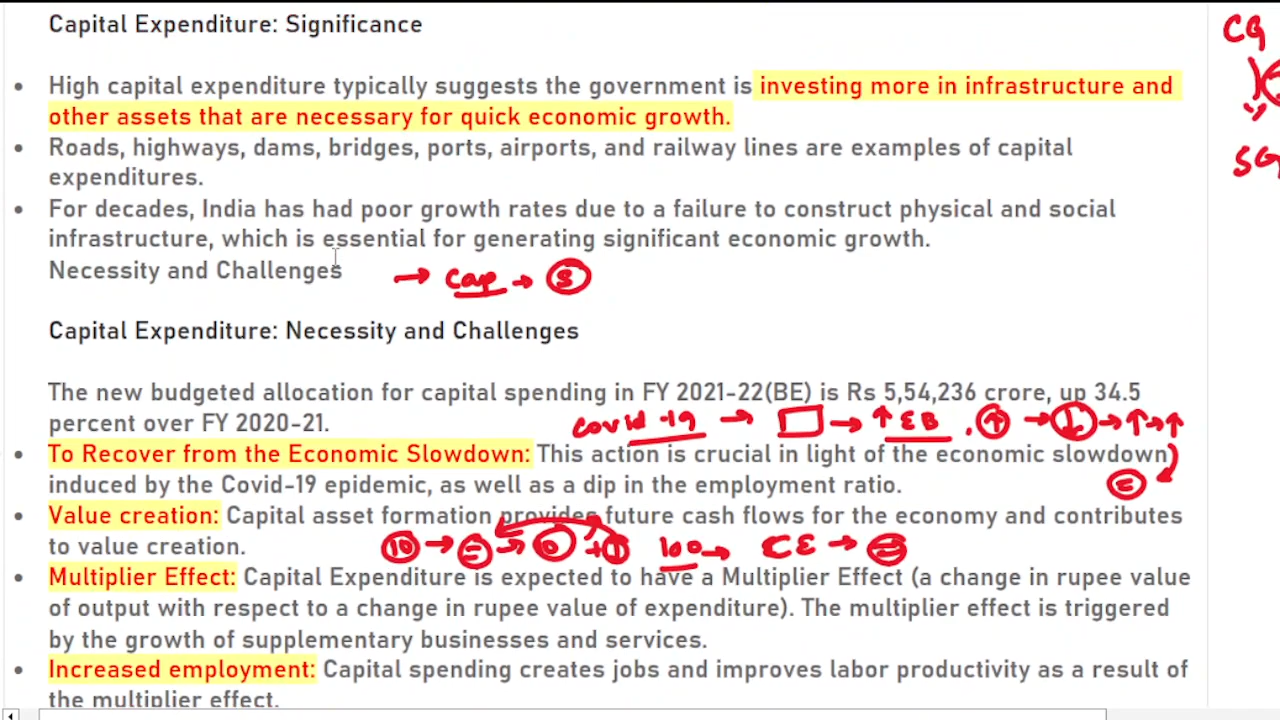 Capital Expenditure: Significance
CG
• High capital expenditure typically suggests the government is investing more in infrastructure and
other assets that are necessary for quick economic growth.
• Roads, highways, dams, bridges, ports, airports, and railway lines are examples of capital
expenditures.
SG
• For decades, India has had poor growth rates due to a failure to construct physical and social
infrastructure, which is essential for generating significant economic growth.
Necessity and Challenges → Cap → S
Capital Expenditure: Necessity and Challenges
The new budgeted allocation for capital spending in FY 2021-22(BE) is Rs 5,54,236 crore, up 34.5
percent over FY 2020-21.
Covid-19 → → ↑ EB ↑ → ↓ → ↑ → ↑
• To Recover from the Economic Slowdown: This action is crucial in light of the economic slowdown
induced by the Covid-19 epidemic, as well as a dip in the employment ratio.
• Value creation: Capital asset formation provides future cash flows for the economy and contributes
to value creation.
10 → → + 100 → CE →
• Multiplier Effect: Capital Expenditure is expected to have a Multiplier Effect (a change in rupee value
of output with respect to a change in rupee value of expenditure). The multiplier effect is triggered
by the growth of supplementary businesses and services.
• Increased employment: Capital spending creates jobs and improves labor productivity as a result of
the multiplier effect.